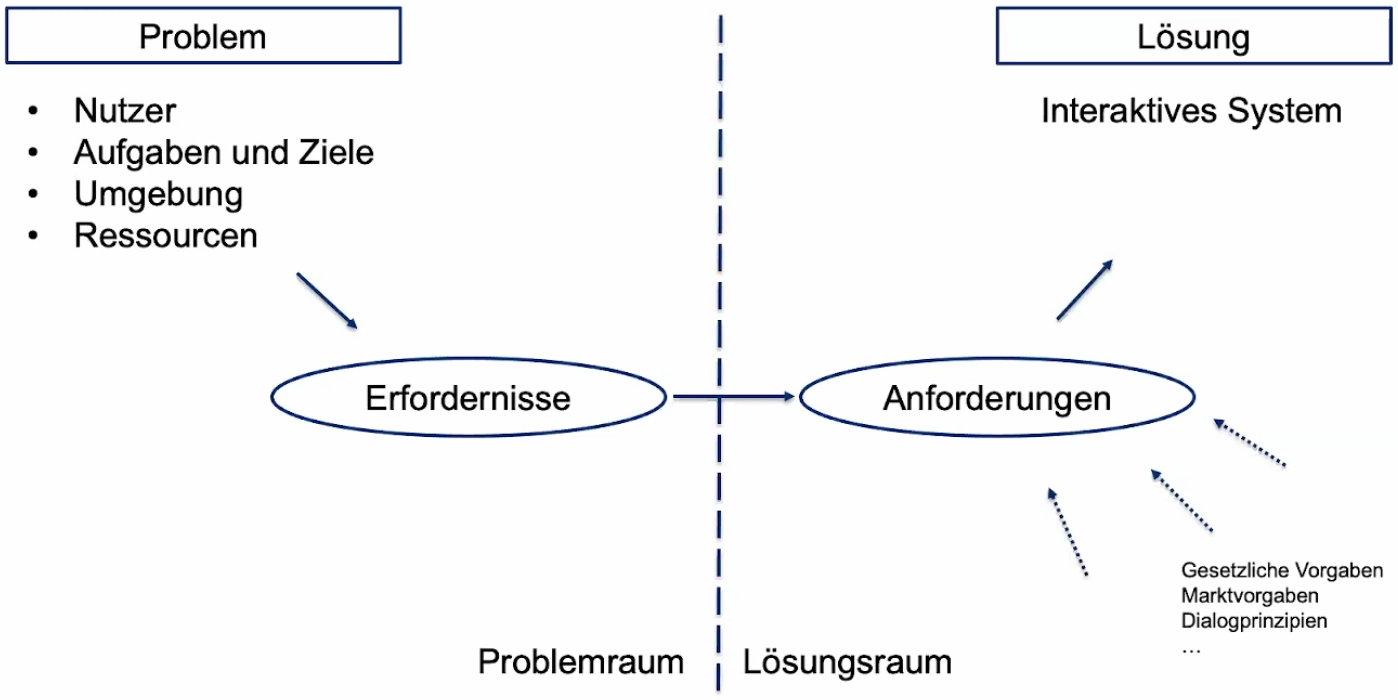 Problem
Lösung
• Nutzer
• Aufgaben und Ziele
• Umgebung
• Ressourcen
Interaktives System
Erfordernisse
Anforderungen
Gesetzliche Vorgaben
Marktvorgaben
Dialogprinzipien
...
Problemraum
Lösungsraum